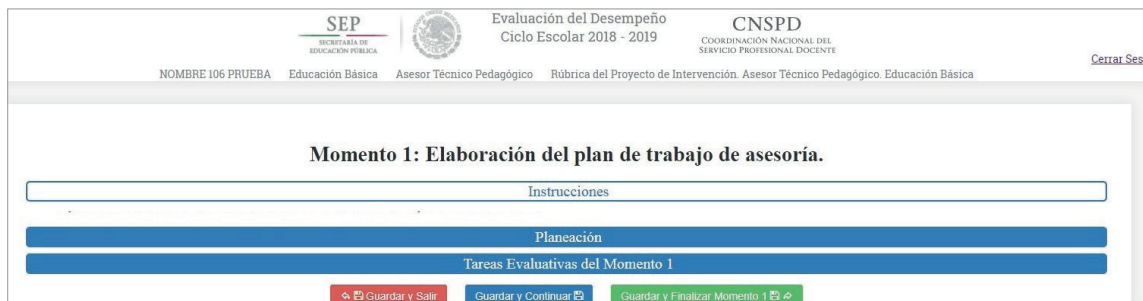 SEP
SECRETARÍA DE
EDUCACIÓN PÚBLICA
Evaluación del Desempeño
Ciclo Escolar 2018 - 2019
CNSPD
COORDINACIÓN NACIONAL DEL
SERVICIO PROFESIONAL DOCENTE
Cerrar Ses
NOMBRE 106 PRUEBA Educación Básica Asesor Técnico Pedagógico Rúbrica del Proyecto de Intervención. Asesor Técnico Pedagógico. Educación Básica
Momento 1: Elaboración del plan de trabajo de asesoría.
Instrucciones
Planeación
Tareas Evaluativas del Momento 1
Guardar y Salir Guardar y Continuar Guardar y Finalizar Momento 1